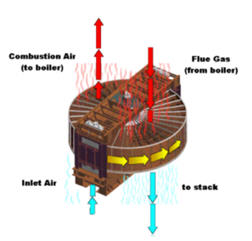 Combustion Air
(to boiler)
Flue Gas
(from boiler)
Inlet Air
to stack